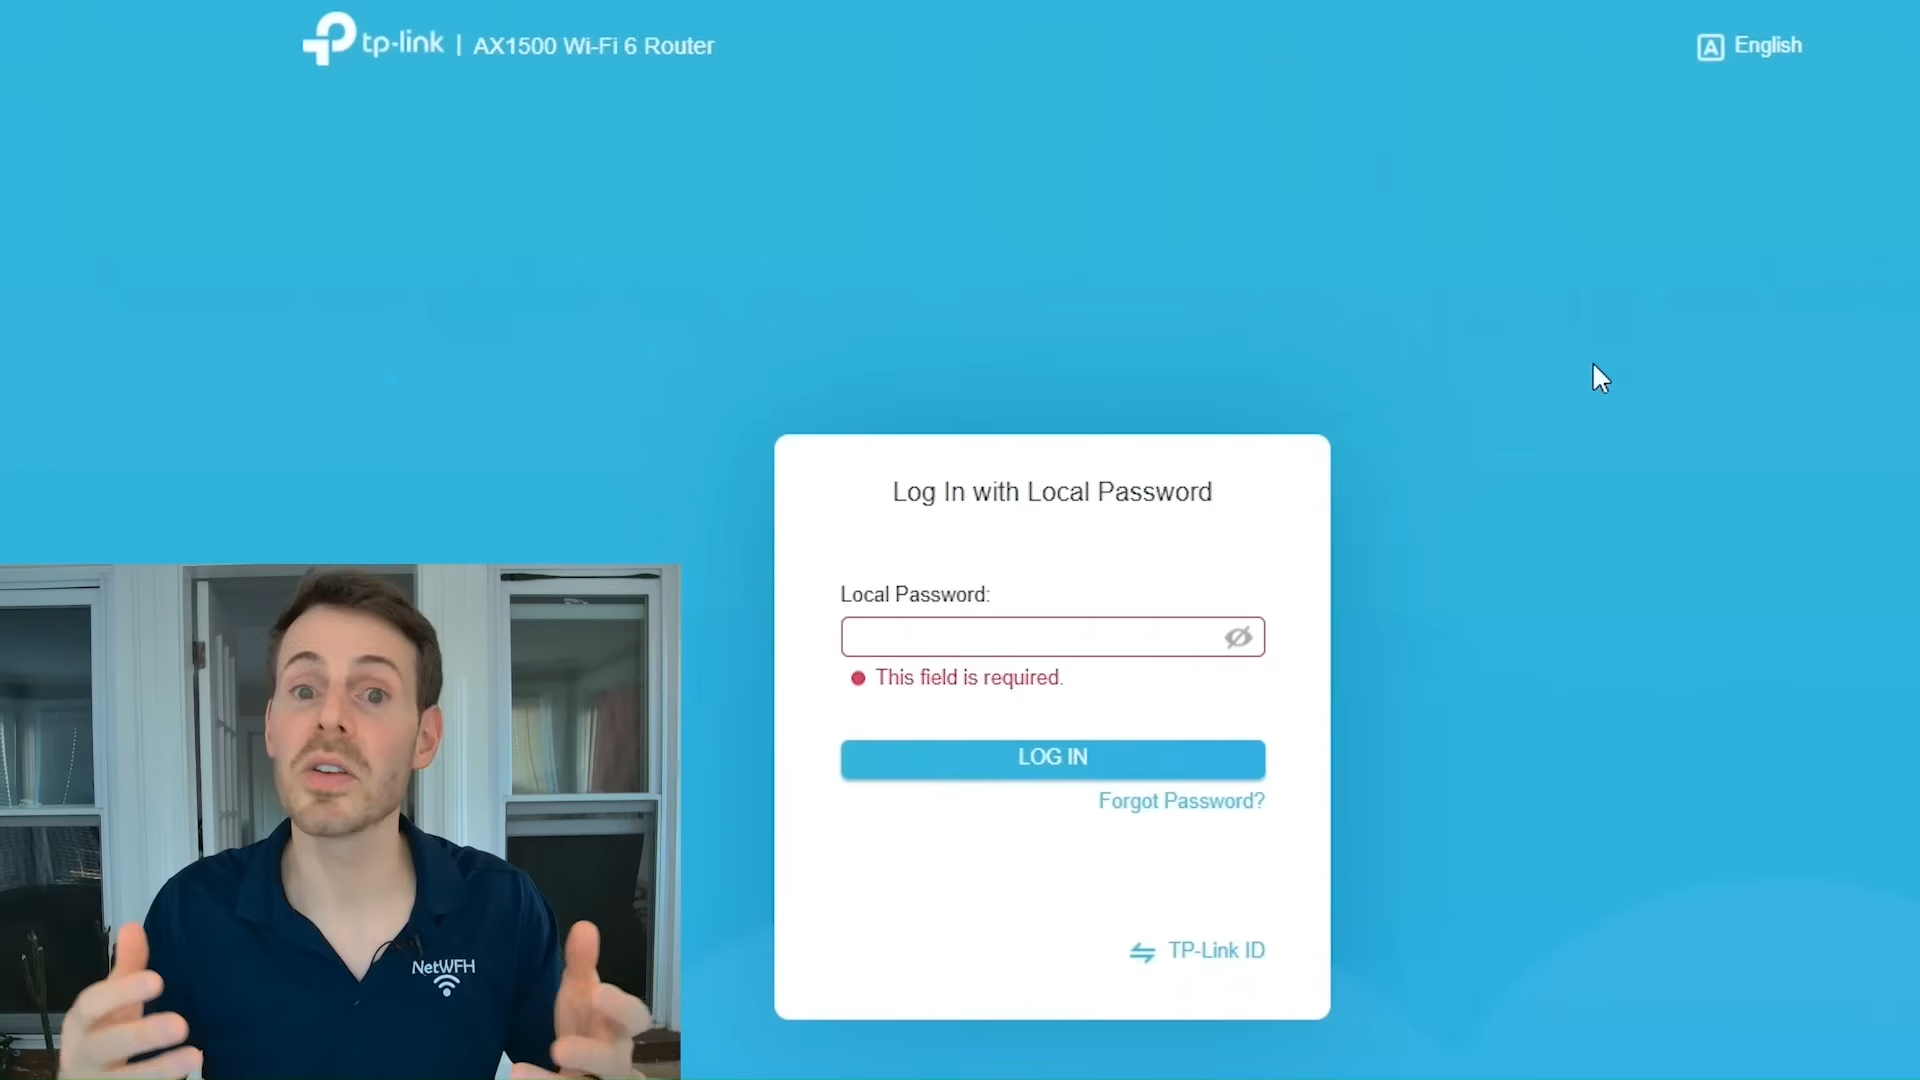 tp-link | AX1500 Wi-Fi 6 Router
A English
Log In with Local Password
Local Password:
This field is required.
LOG IN
Forgot Password?
TP-Link ID
NetWFH